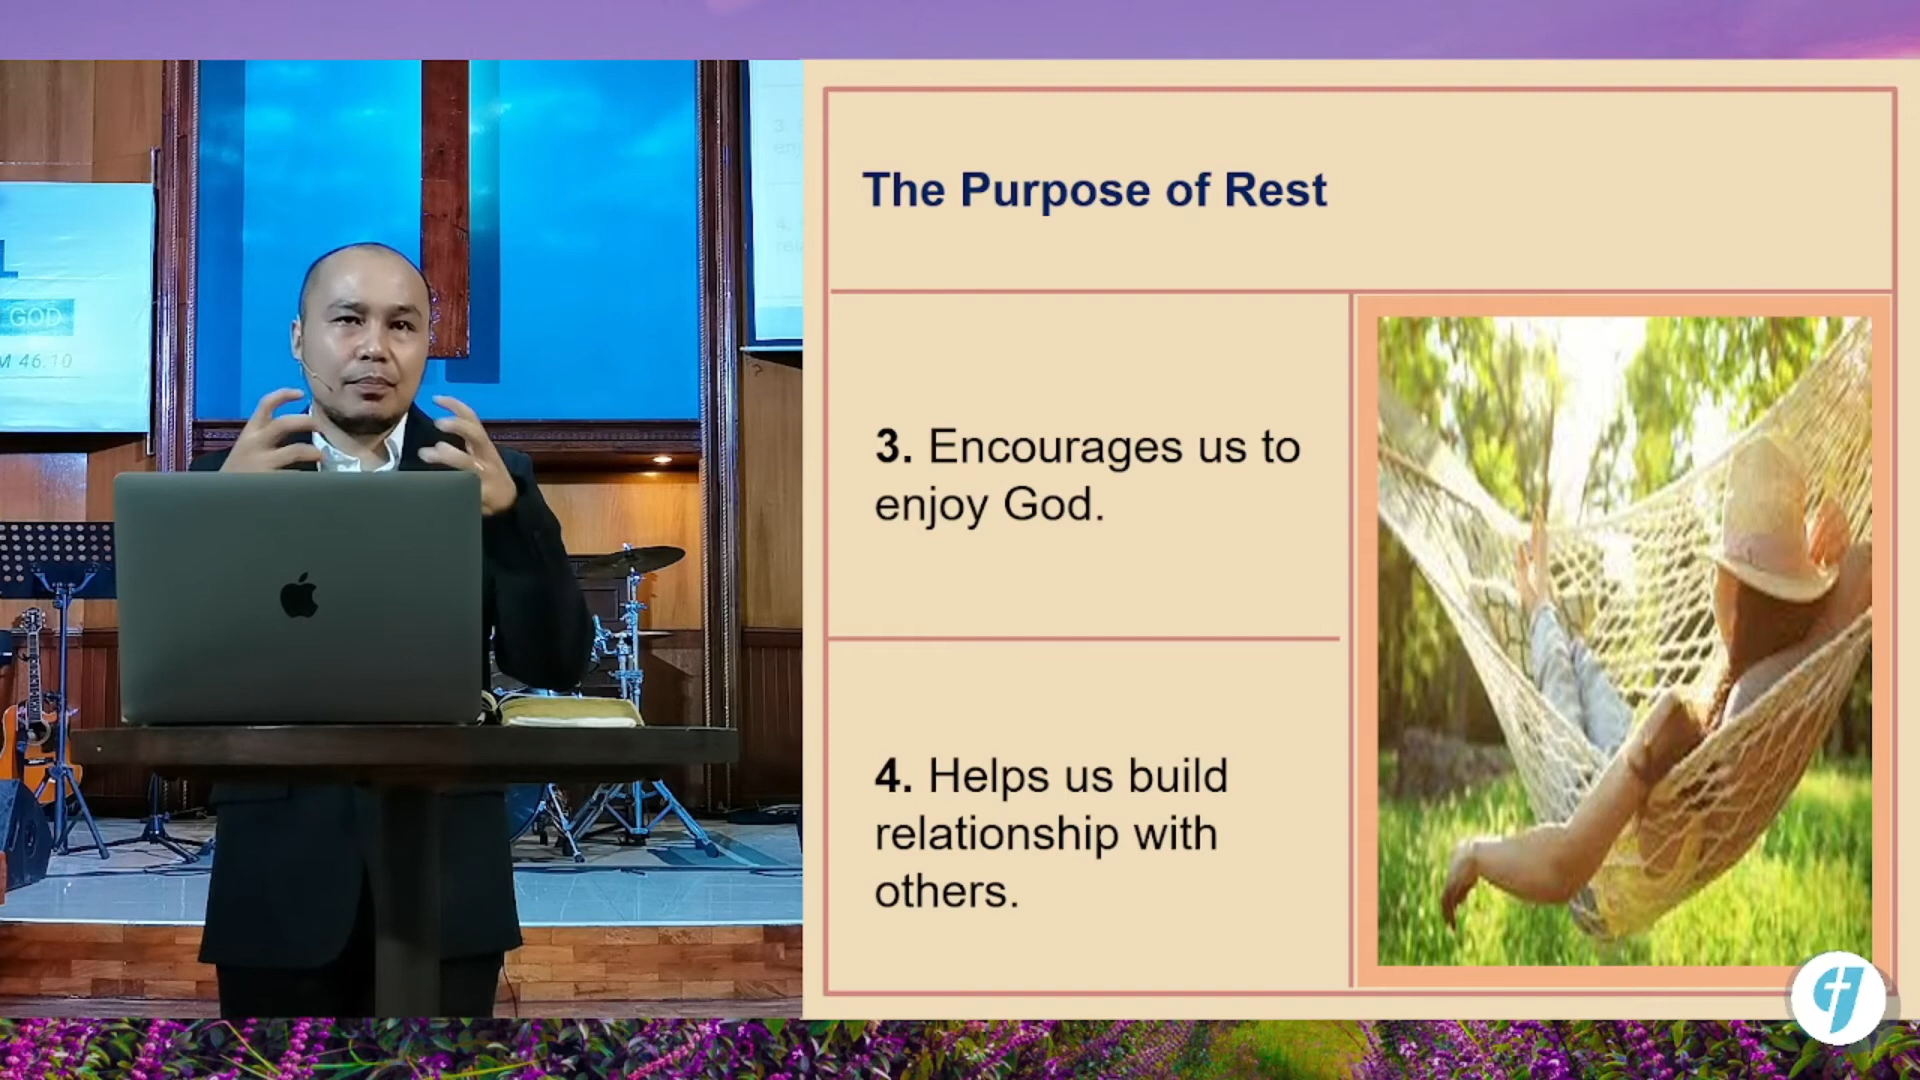 L
GOD
M 46:10
The Purpose of Rest
3. Encourages us to
enjoy God.
4. Helps us build
relationship with
others.